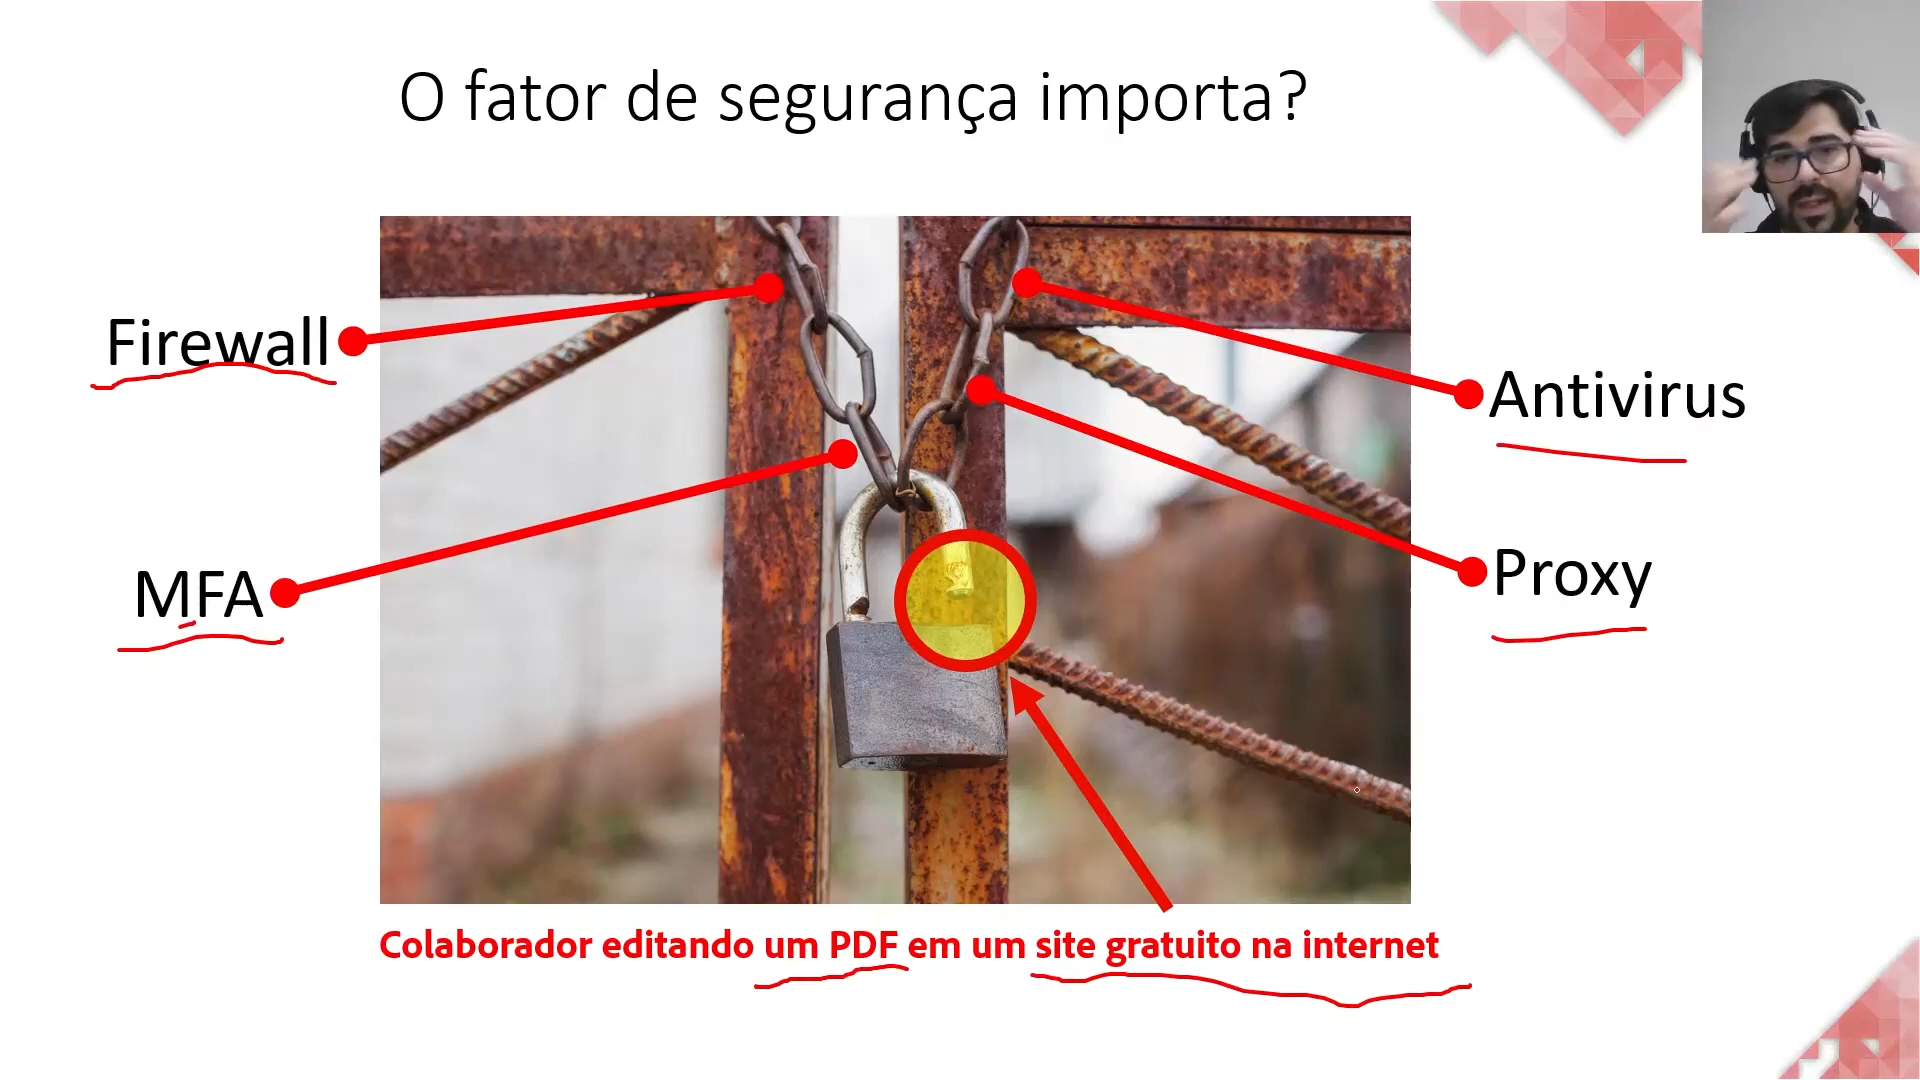 O fator de segurança importa?
Firewall
Antivirus
MFA
Proxy
Colaborador editando um PDF em um site gratuito na internet